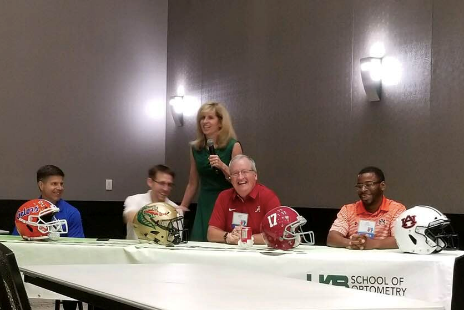 Gators
17
UAB SCHOOL OF
OPTOMETRY